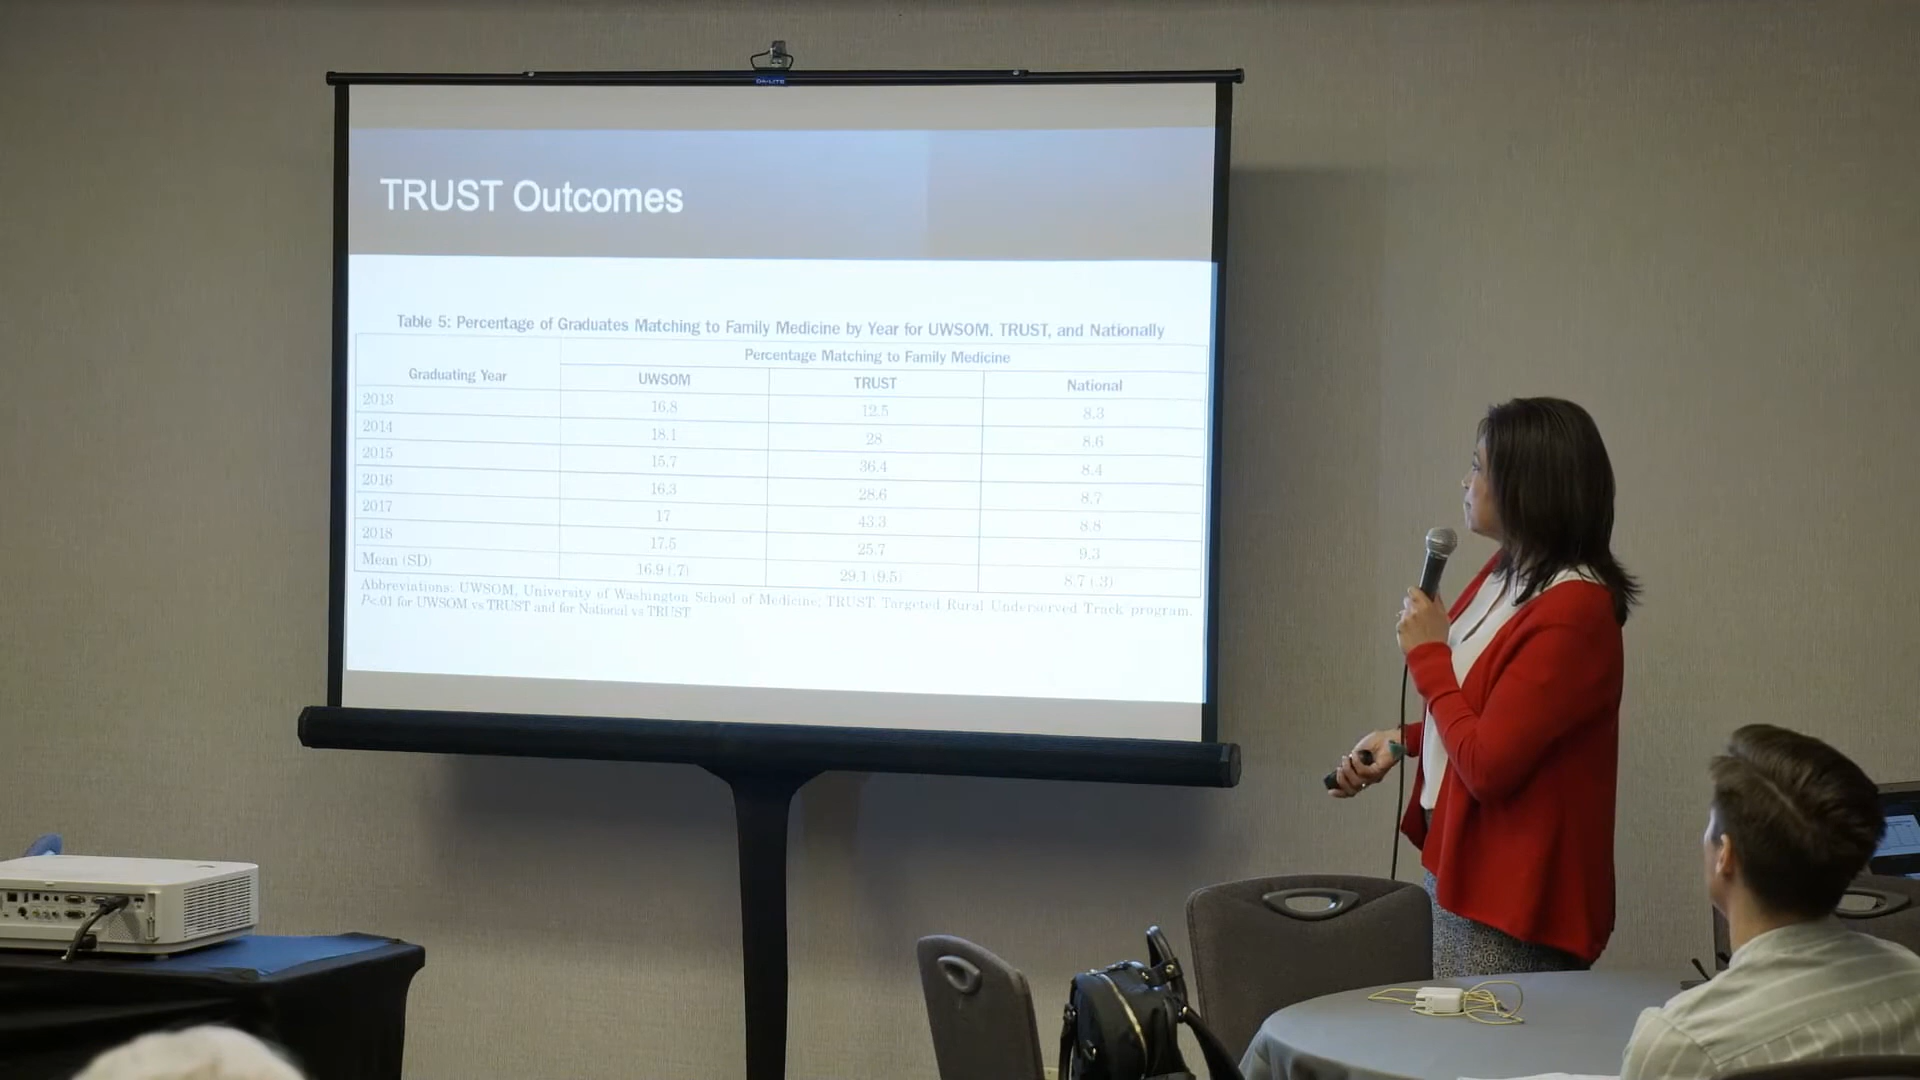 DA-LITE
TRUST Outcomes
Table 5: Percentage of Graduates Matching to Family Medicine by Year for UWSOM. TRUST, and Nationally
Graduating Year
Percentage Matching to Family Medicine
UWSOM TRUST National
2013 16.8 12.5 8.3
2014 18.1 28 8.6
2015 15.7 36.4 8.4
2016 16.3 28.6 8.7
2017 17 43.3 8.8
2018 17.5 25.7 9.3
Mean (SD) 16.9 (.7) 29.1 (9.5) 8.7 (.3)
Abbreviations: UWSOM, University of Washington School of Medicine; TRUST, Targeted Rural Underserved Track program.
P<.01 for UWSOM vs TRUST and for National vs TRUST